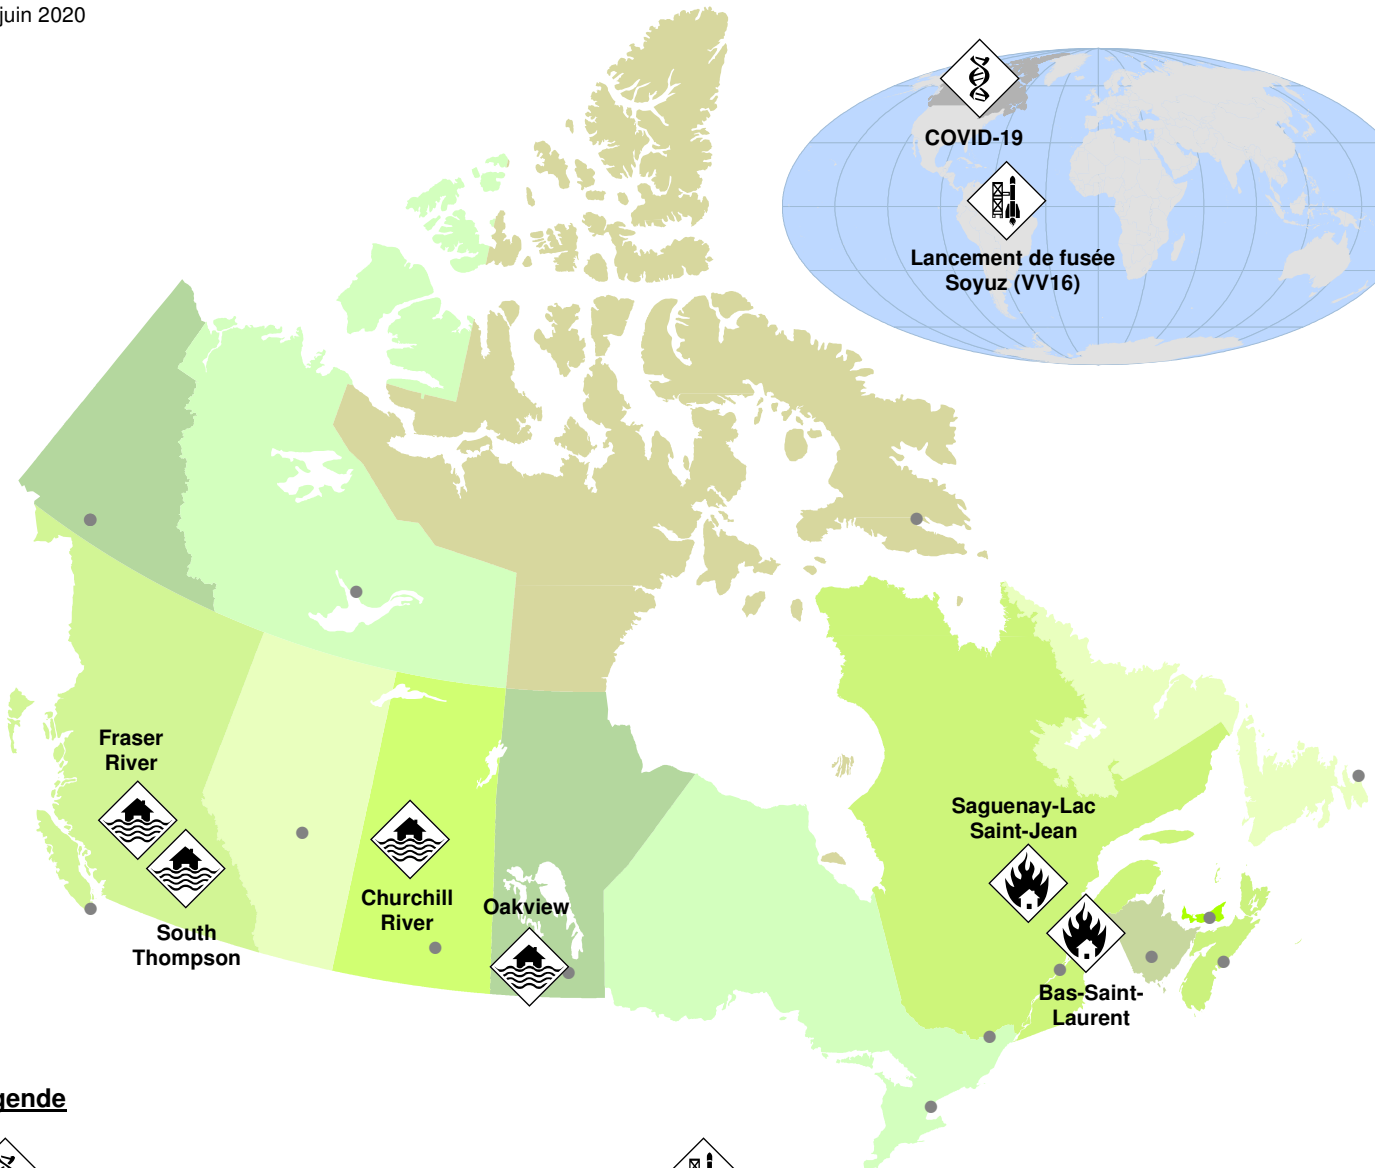 juin 2020
COVID-19
Lancement de fusée
Soyuz (VV16)
Fraser
River
South
Thompson
Churchill
River
Oakview
Saguenay-Lac
Saint-Jean
Bas-Saint-
Laurent
gende